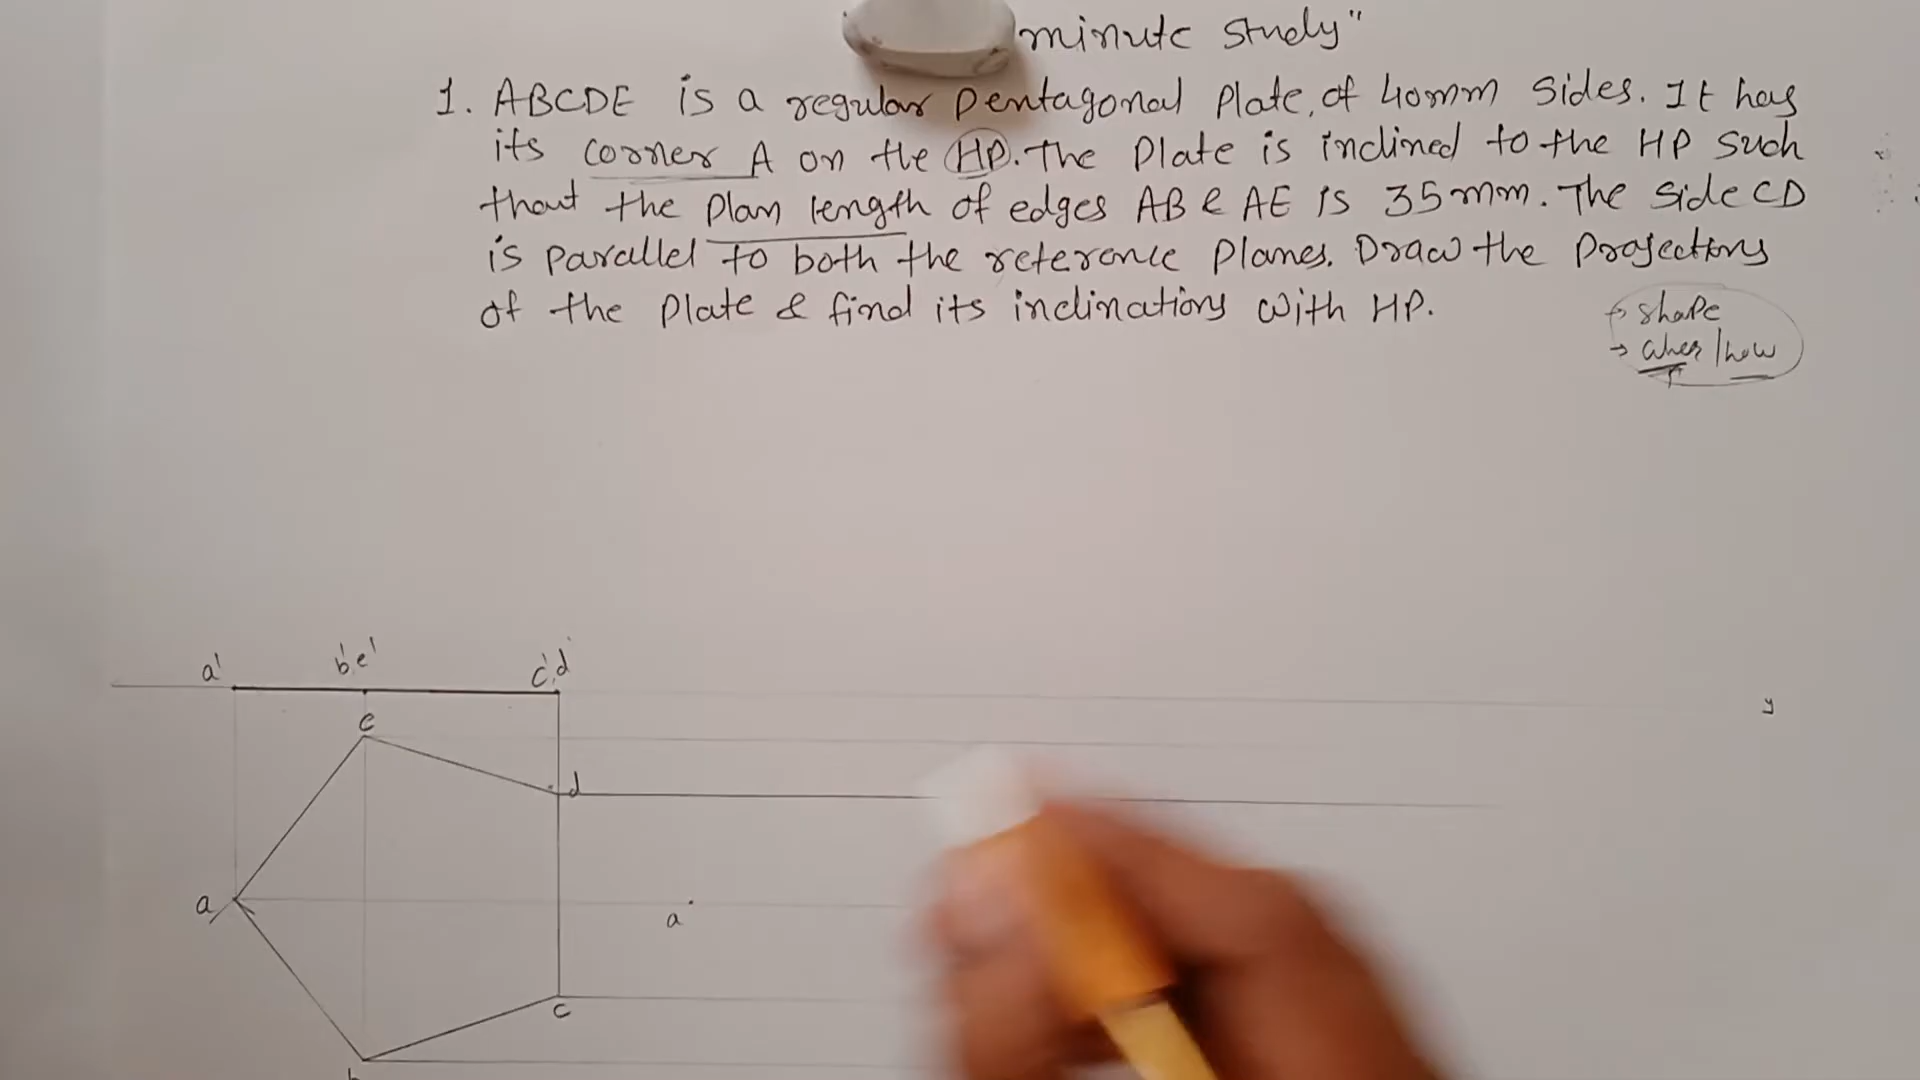 minute study"
1. ABCDE is a regular pentagonal plate, of 40mm sides. It has
its corner A on the HP. The plate is inclined to the HP such
that the plan length of edges AB & AE is 35mm. The side CD
is parallel to both the reference planes. Draw the projections
of the plate & find its inclinations with HP.
→ shape
→ when / how
a' b'e' c'd'
y
e
d
a a
c
b